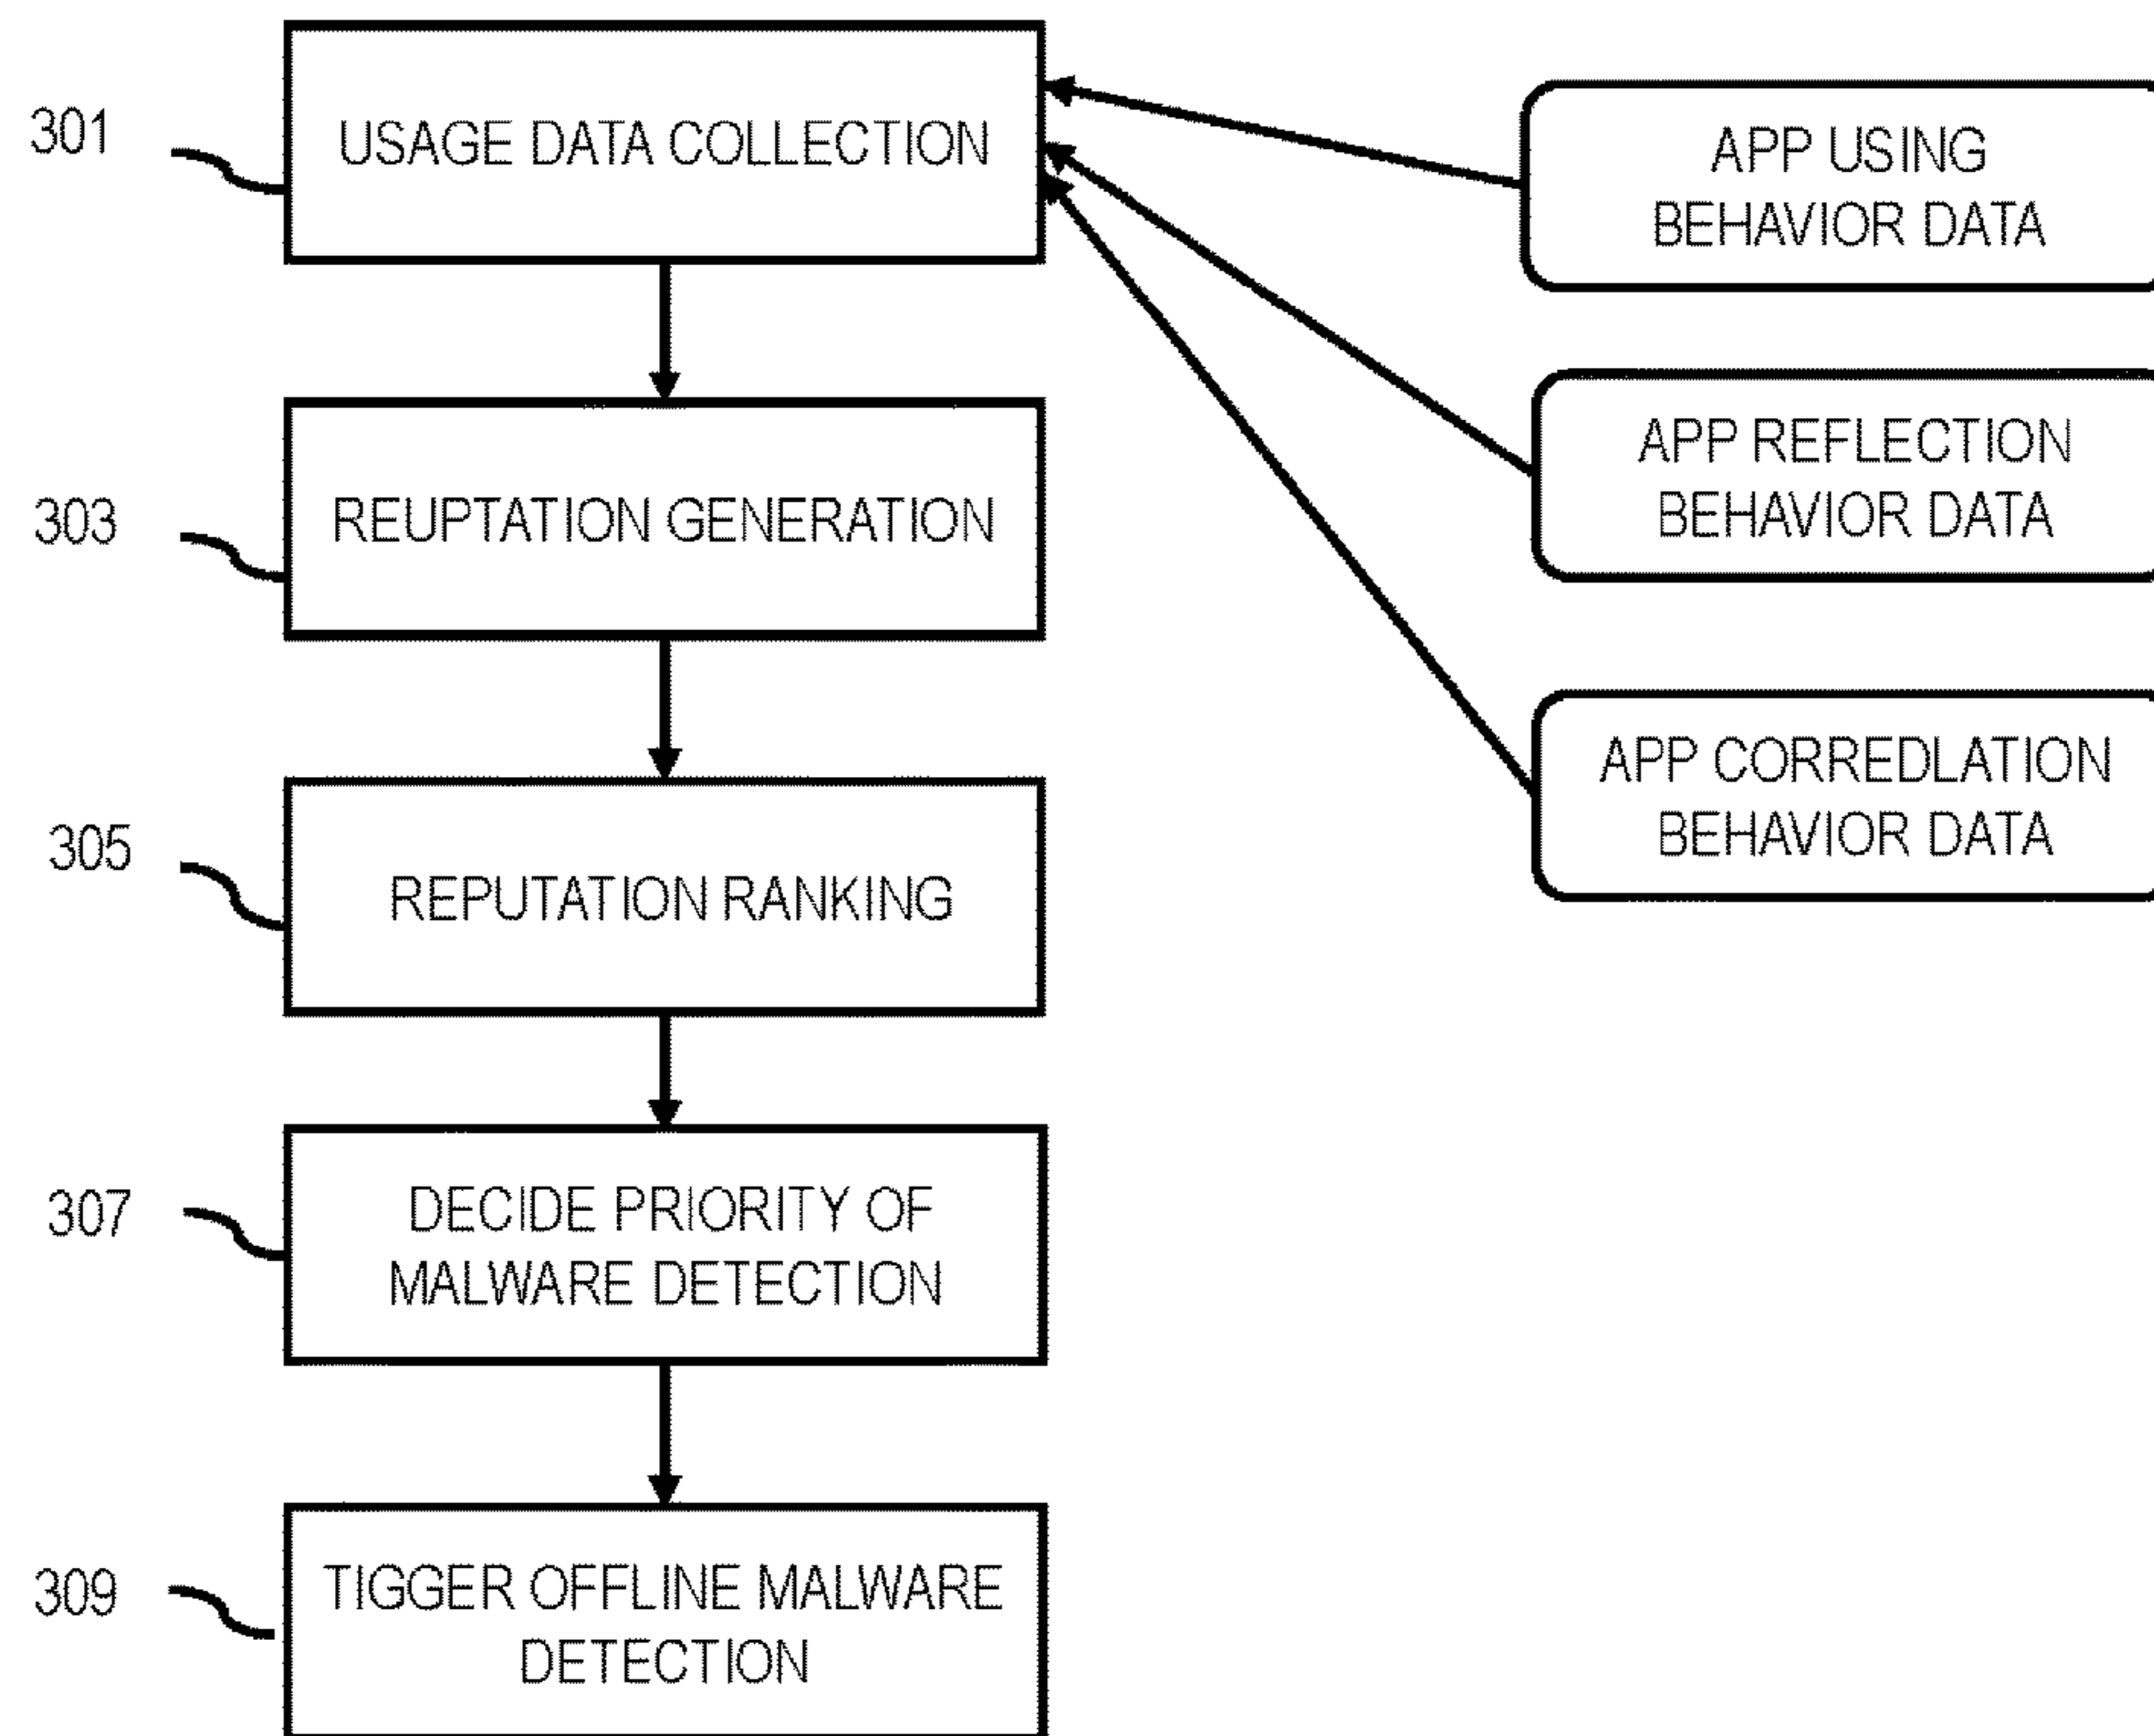 301
USAGE DATA COLLECTION
APP USING
BEHAVIOR DATA
303
REUPTATION GENERATION
APP REFLECTION
BEHAVIOR DATA
305
REPUTATION RANKING
APP CORREDLATION
BEHAVIOR DATA
307
DECIDE PRIORITY OF
MALWARE DETECTION
309
TIGGER OFFLINE MALWARE
DETECTION